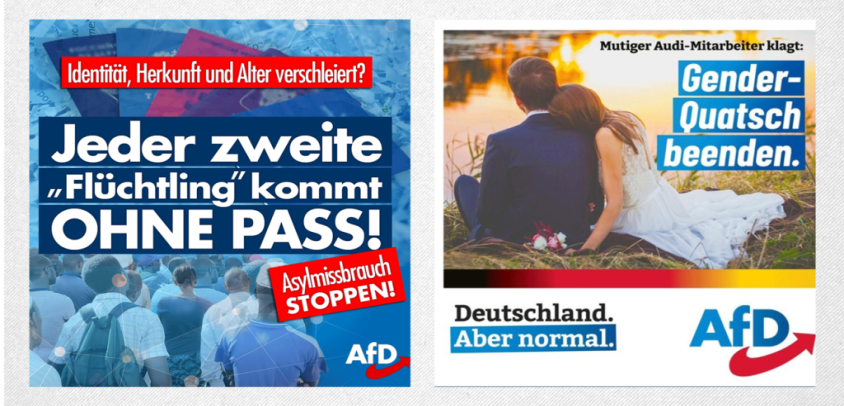 Identität, Herkunft und Alter verschleiert?
Jeder zweite
„Flüchtling" kommt
OHNE PASS!
Asylmissbrauch
STOPPEN!
AfD
Mutiger Audi-Mitarbeiter klagt:
Gender-
Quatsch
beenden.
Deutschland.
Aber normal.
AfD